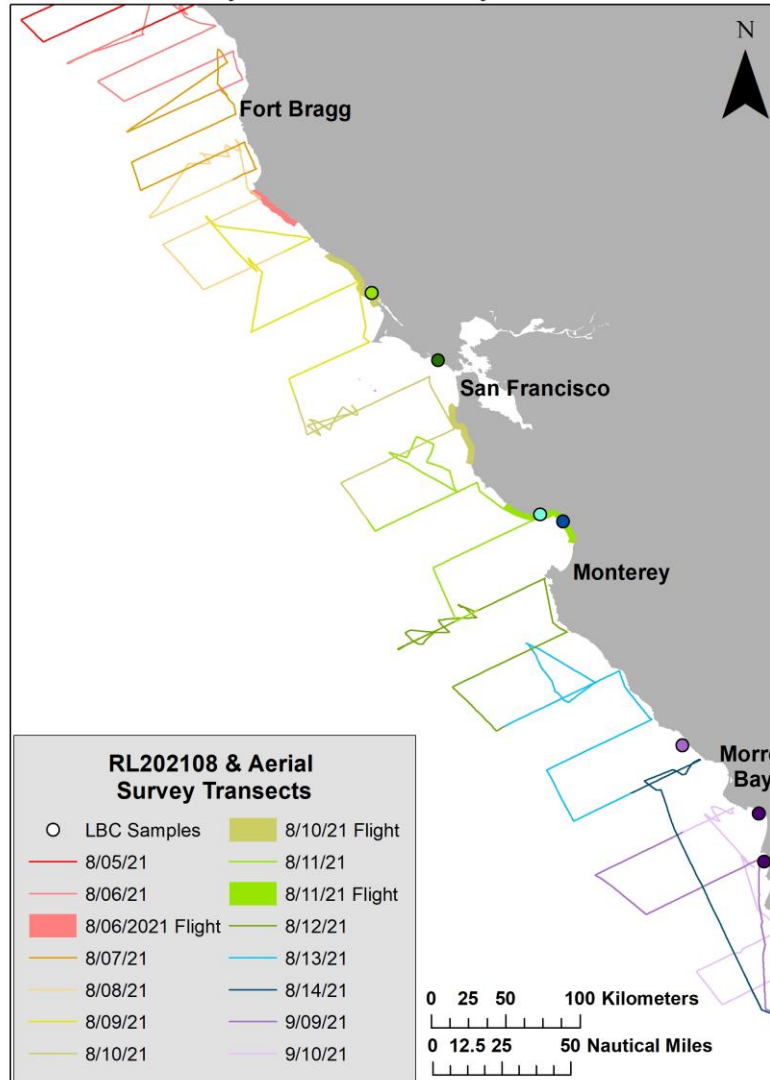 N
Fort Bragg
San Francisco
Monterey
Morro
Bay
RL202108 & Aerial
Survey Transects
LBC Samples
8/05/21
8/06/21
8/06/2021 Flight
8/07/21
8/08/21
8/09/21
8/10/21
8/10/21 Flight
8/11/21
8/11/21 Flight
8/12/21
8/13/21
8/14/21
9/09/21
9/10/21
0 25 50 100 Kilometers
0 12.5 25 50 Nautical Miles